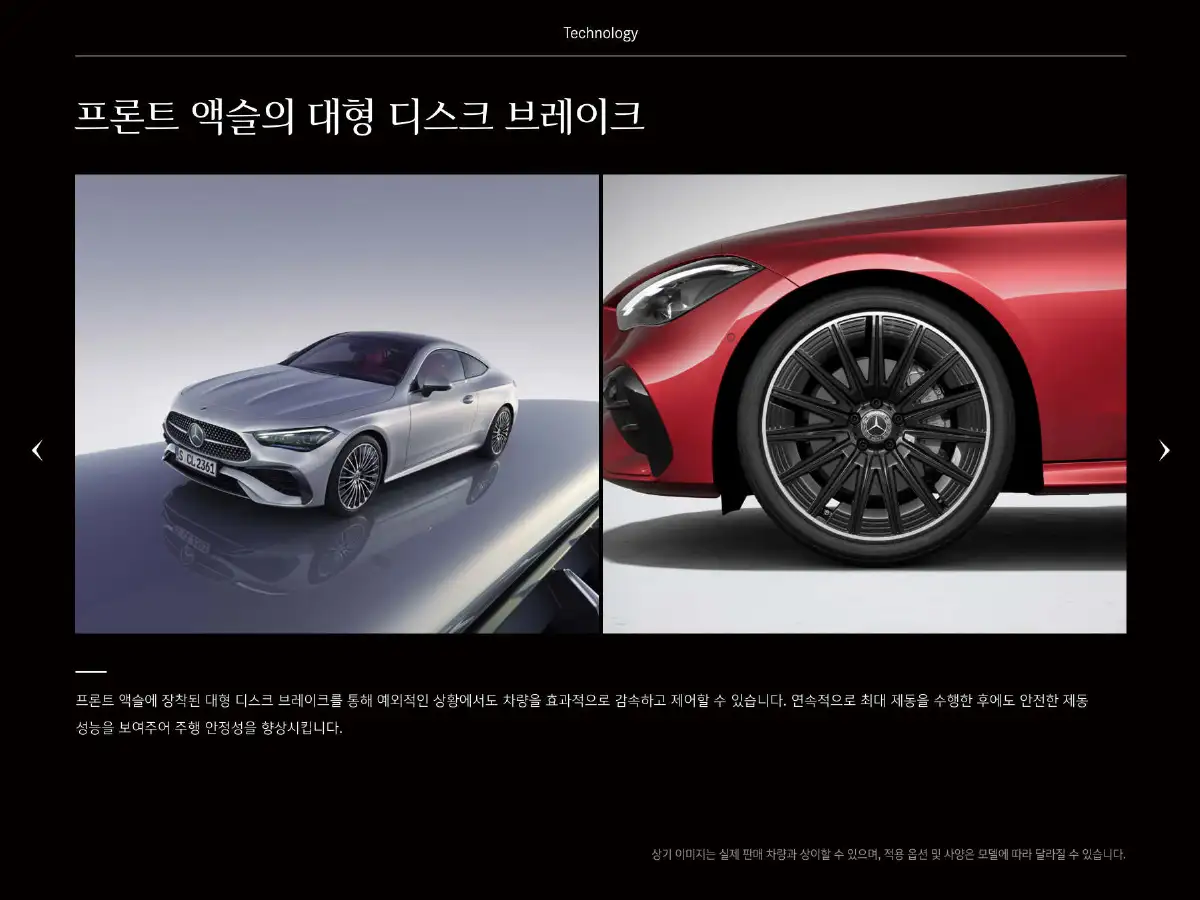 Technology
프론트 액슬의 대형 디스크 브레이크
S CL 2361
프론트 액슬에 장착된 대형 디스크 브레이크를 통해 예외적인 상황에서도 차량을 효과적으로 감속하고 제어할 수 있습니다. 연속적으로 최대 제동을 수행한 후에도 안전한 제동
성능을 보여주어 주행 안정성을 향상시킵니다.
상기 이미지는 실제 판매 차량과 상이할 수 있으며, 적용 옵션 및 사양은 모델에 따라 달라질 수 있습니다.